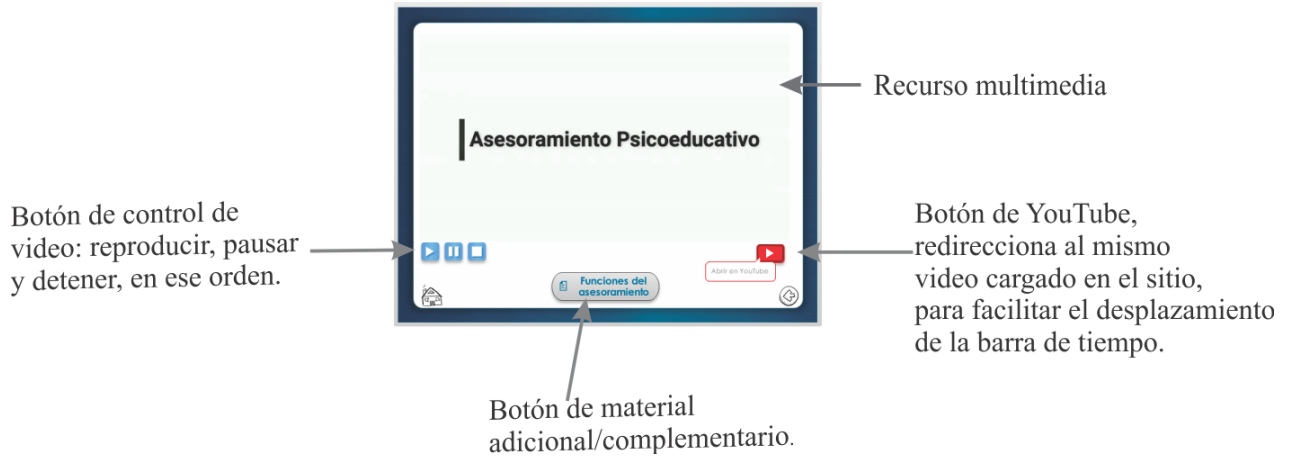 Recurso multimedia
Asesoramiento Psicoeducativo
Botón de control de
video: reproducir, pausar
y detener, en ese orden.
Botón de YouTube,
redirecciona al mismo
video cargado en el sitio,
para facilitar el desplazamiento
de la barra de tiempo.
Abrir en YouTube
Funciones del
asesoramiento
Botón de material
adicional/complementario.